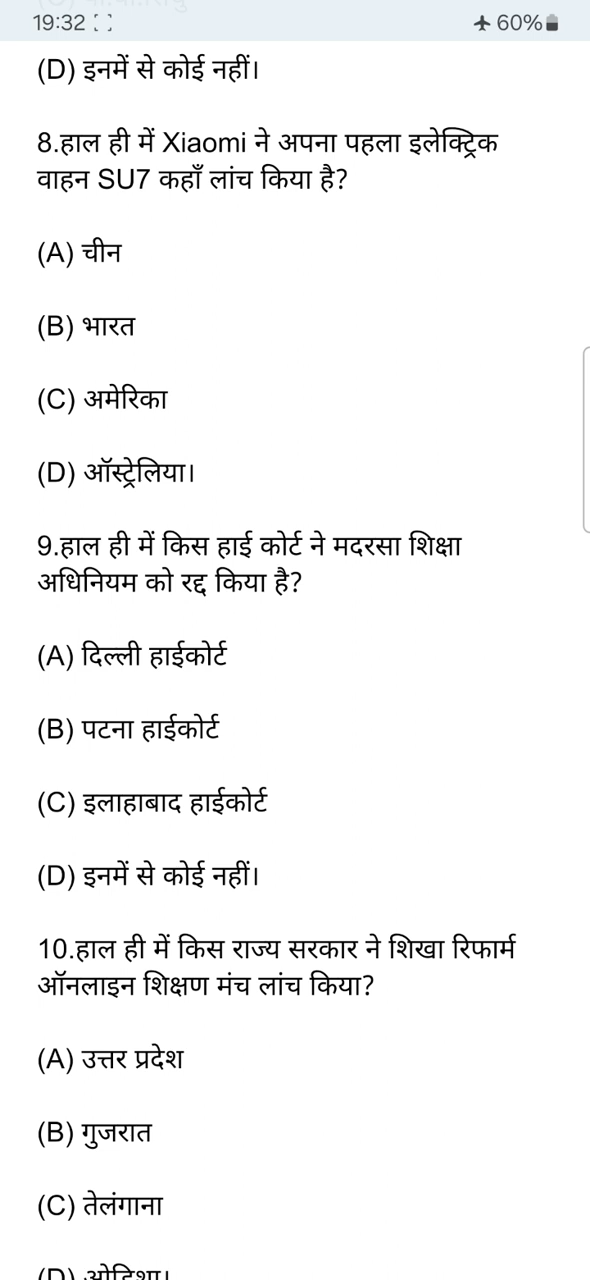 19:32
60%
(D) इनमें से कोई नहीं।
8.हाल ही में Xiaomi ने अपना पहला इलेक्ट्रिक
वाहन SU7 कहाँ लांच किया है?
(A) चीन
(B) भारत
(C) अमेरिका
(D) ऑस्ट्रेलिया।
9.हाल ही में किस हाई कोर्ट ने मदरसा शिक्षा
अधिनियम को रद्द किया है?
(A) दिल्ली हाईकोर्ट
(B) पटना हाईकोर्ट
(C) इलाहाबाद हाईकोर्ट
(D) इनमें से कोई नहीं।
10.हाल ही में किस राज्य सरकार ने शिखा रिफार्म
ऑनलाइन शिक्षण मंच लांच किया?
(A) उत्तर प्रदेश
(B) गुजरात
(C) तेलंगाना
(D) ओडिशा।